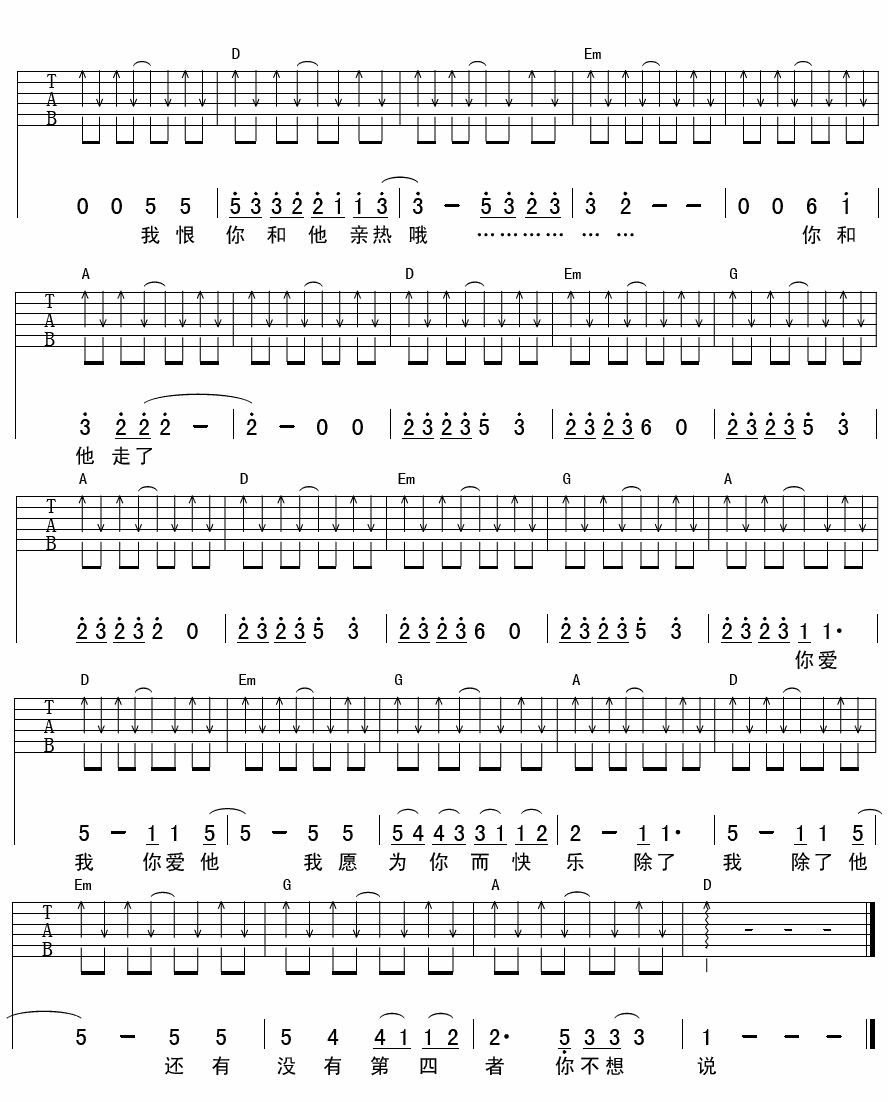 D Em
T A B
0 0 5 5 | 5 3 3 2 2 1 1 3 | 3 — 5 3 2 3 | 3 2 — — | 0 0 6 1
我 恨 你 和 他 亲 热 哦 ………… … … 你 和
A D Em G
T A B
3 2 2 2 — | 2 — 0 0 | 2 3 2 3 5 3 | 2 3 2 3 6 0 | 2 3 2 3 5 3
他 走 了
A D Em G A
T A B
2 3 2 3 2 0 | 2 3 2 3 5 3 | 2 3 2 3 6 0 | 2 3 2 3 5 3 | 2 3 2 3 1 1·
你 爱
D Em G A D
T A B
5 — 1 1 5 | 5 — 5 5 | 5 4 4 3 3 1 1 2 | 2 — 1 1· | 5 — 1 1 5
我 你 爱 他 我 愿 为 你 而 快 乐 除 了 我 除 了 他
Em G A D
T A B
5 — 5 5 | 5 4 4 1 1 2 | 2· 5 3 3 3 | 1 — — —
还 有 没 有 第 四 者 你 不 想 说